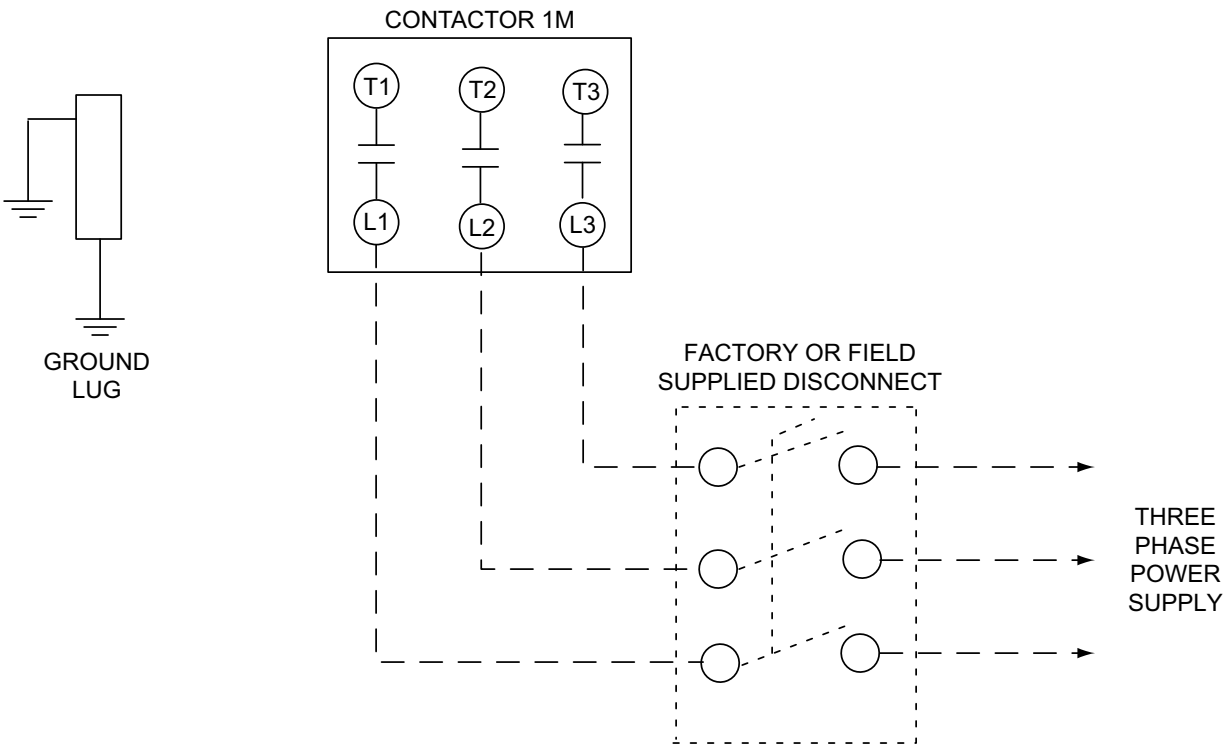 CONTACTOR 1M
T1
T2
T3
L1
L2
L3
GROUND
LUG
FACTORY OR FIELD
SUPPLIED DISCONNECT
THREE
PHASE
POWER
SUPPLY